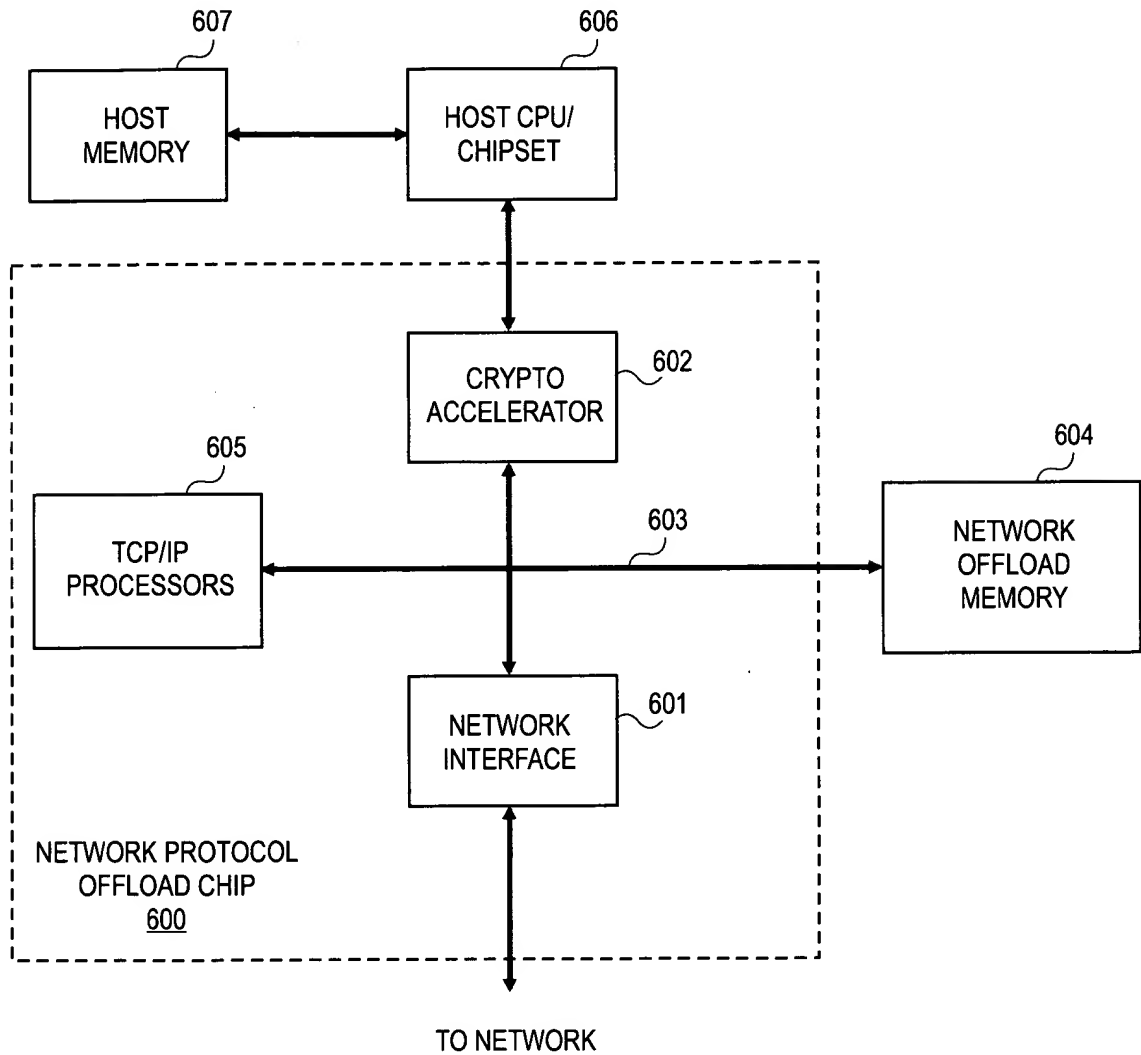 607
606
HOST
MEMORY
HOST CPU/
CHIPSET
602
CRYPTO
ACCELERATOR
605
604
603
TCP/IP
PROCESSORS
NETWORK
OFFLOAD
MEMORY
601
NETWORK
INTERFACE
NETWORK PROTOCOL
OFFLOAD CHIP
600
TO NETWORK